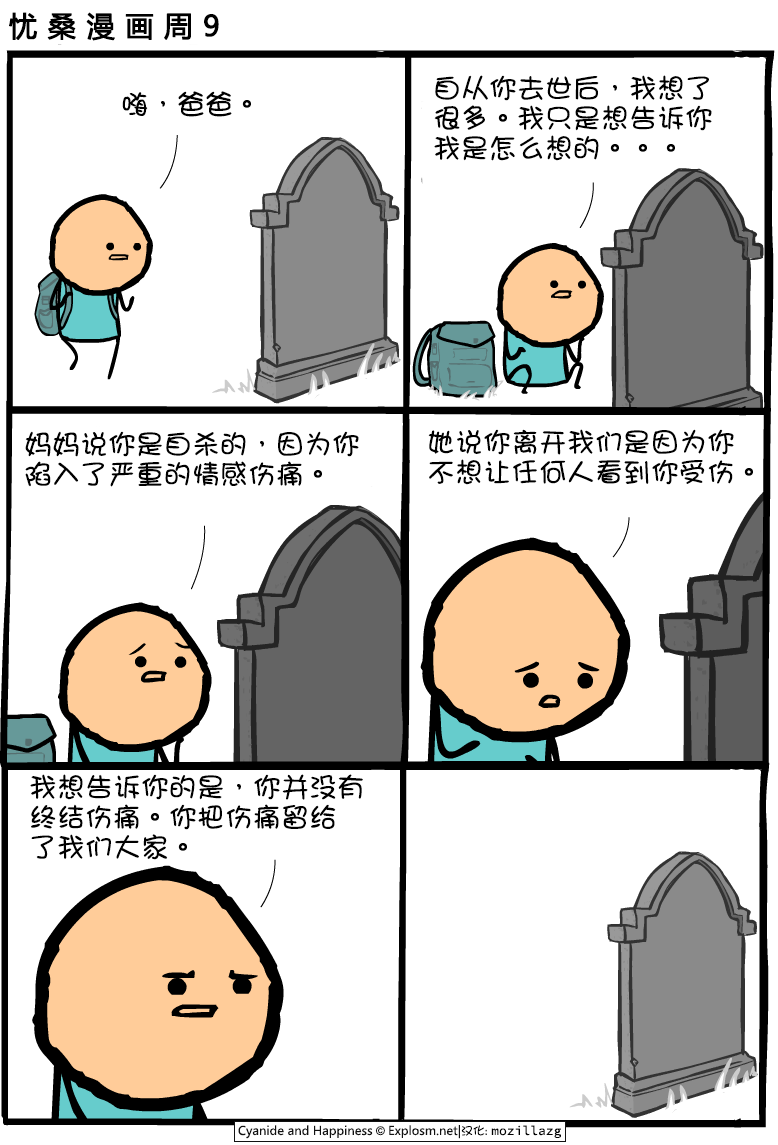 忧桑漫画周9
嗨，爸爸。
自从你去世后，我想了
很多。我只是想告诉你
我是怎么想的。。。
妈妈说你是自杀的，因为你
陷入了严重的情感伤痛。
她说你离开我们是因为你
不想让任何人看到你受伤。
我想告诉你的是，你并没有
终结伤痛。你把伤痛留给
了我们大家。
Cyanide and Happiness © Explosm.net|汉化: mozillazg